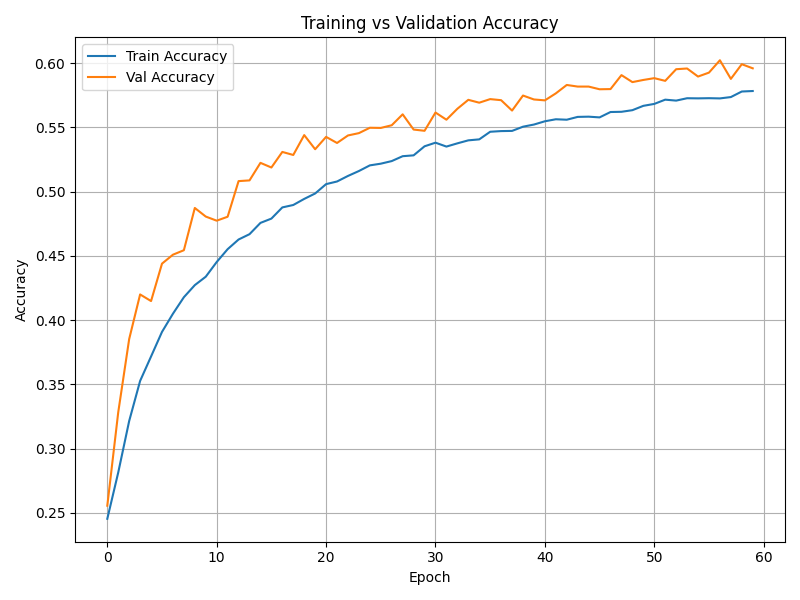 Training vs Validation Accuracy
Train Accuracy
Val Accuracy
0.60
0.55
0.50
0.45
0.40
0.35
0.30
0.25
Accuracy
0 10 20 30 40 50 60
Epoch